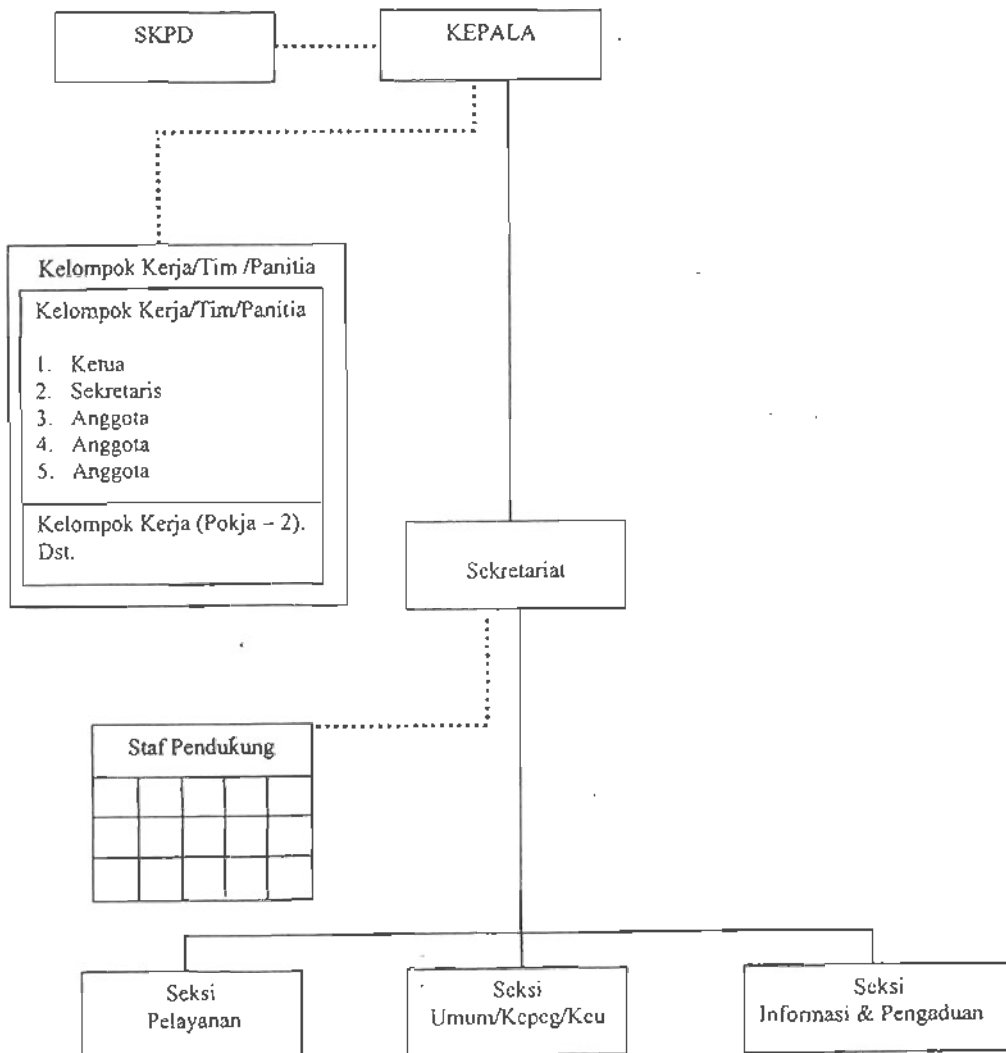 SKPD
KEPALA
Kelompok Kerja/Tim /Panitia
Kelompok Kerja/Tim/Panitia
1. Ketua
2. Sekretaris
3. Anggota
4. Anggota
5. Anggota
Kelompok Kerja (Pokja – 2).
Dst.
Sekretariat
Staf Pendukung
Seksi
Pelayanan
Seksi
Umum/Kepeg/Keu
Seksi
Informasi & Pengaduan